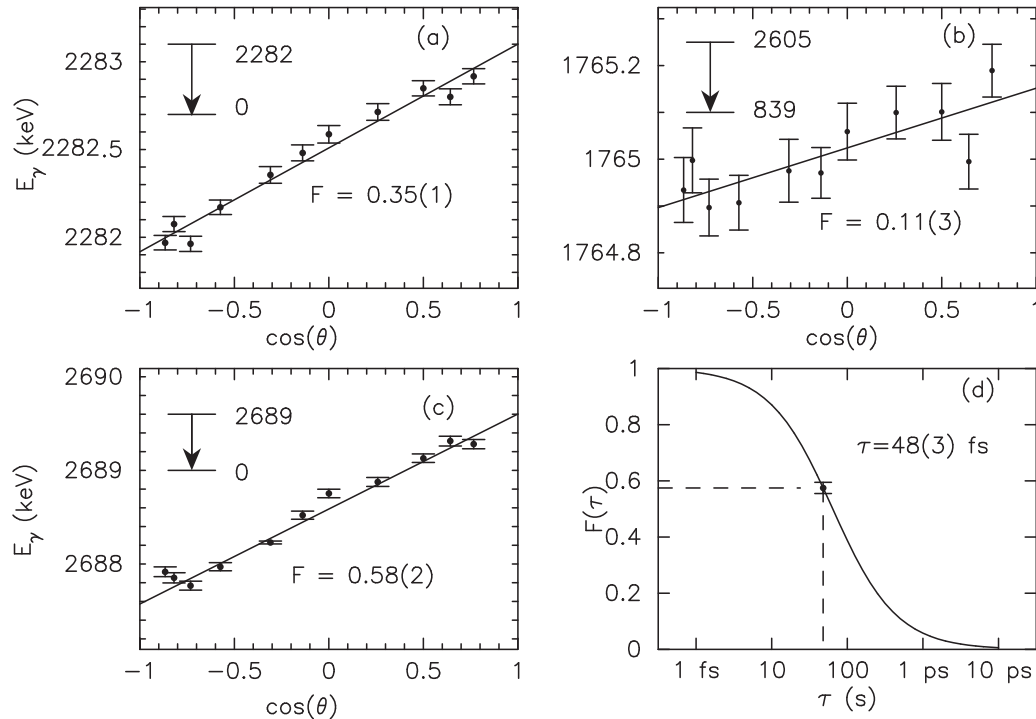 (a)
2282
0
F = 0.35(1)
2283
2282.5
2282
E_γ (keV)
−1 −0.5 0 0.5 1
cos(θ)
(b)
2605
839
F = 0.11(3)
1765.2
1765
1764.8
−1 −0.5 0 0.5 1
cos(θ)
(c)
2689
0
F = 0.58(2)
2690
2689
2688
E_γ (keV)
−1 −0.5 0 0.5 1
cos(θ)
(d)
τ=48(3) fs
1
0.8
0.6
0.4
0.2
0
F(τ)
1 fs 10 100 1 ps 10 ps
τ (s)